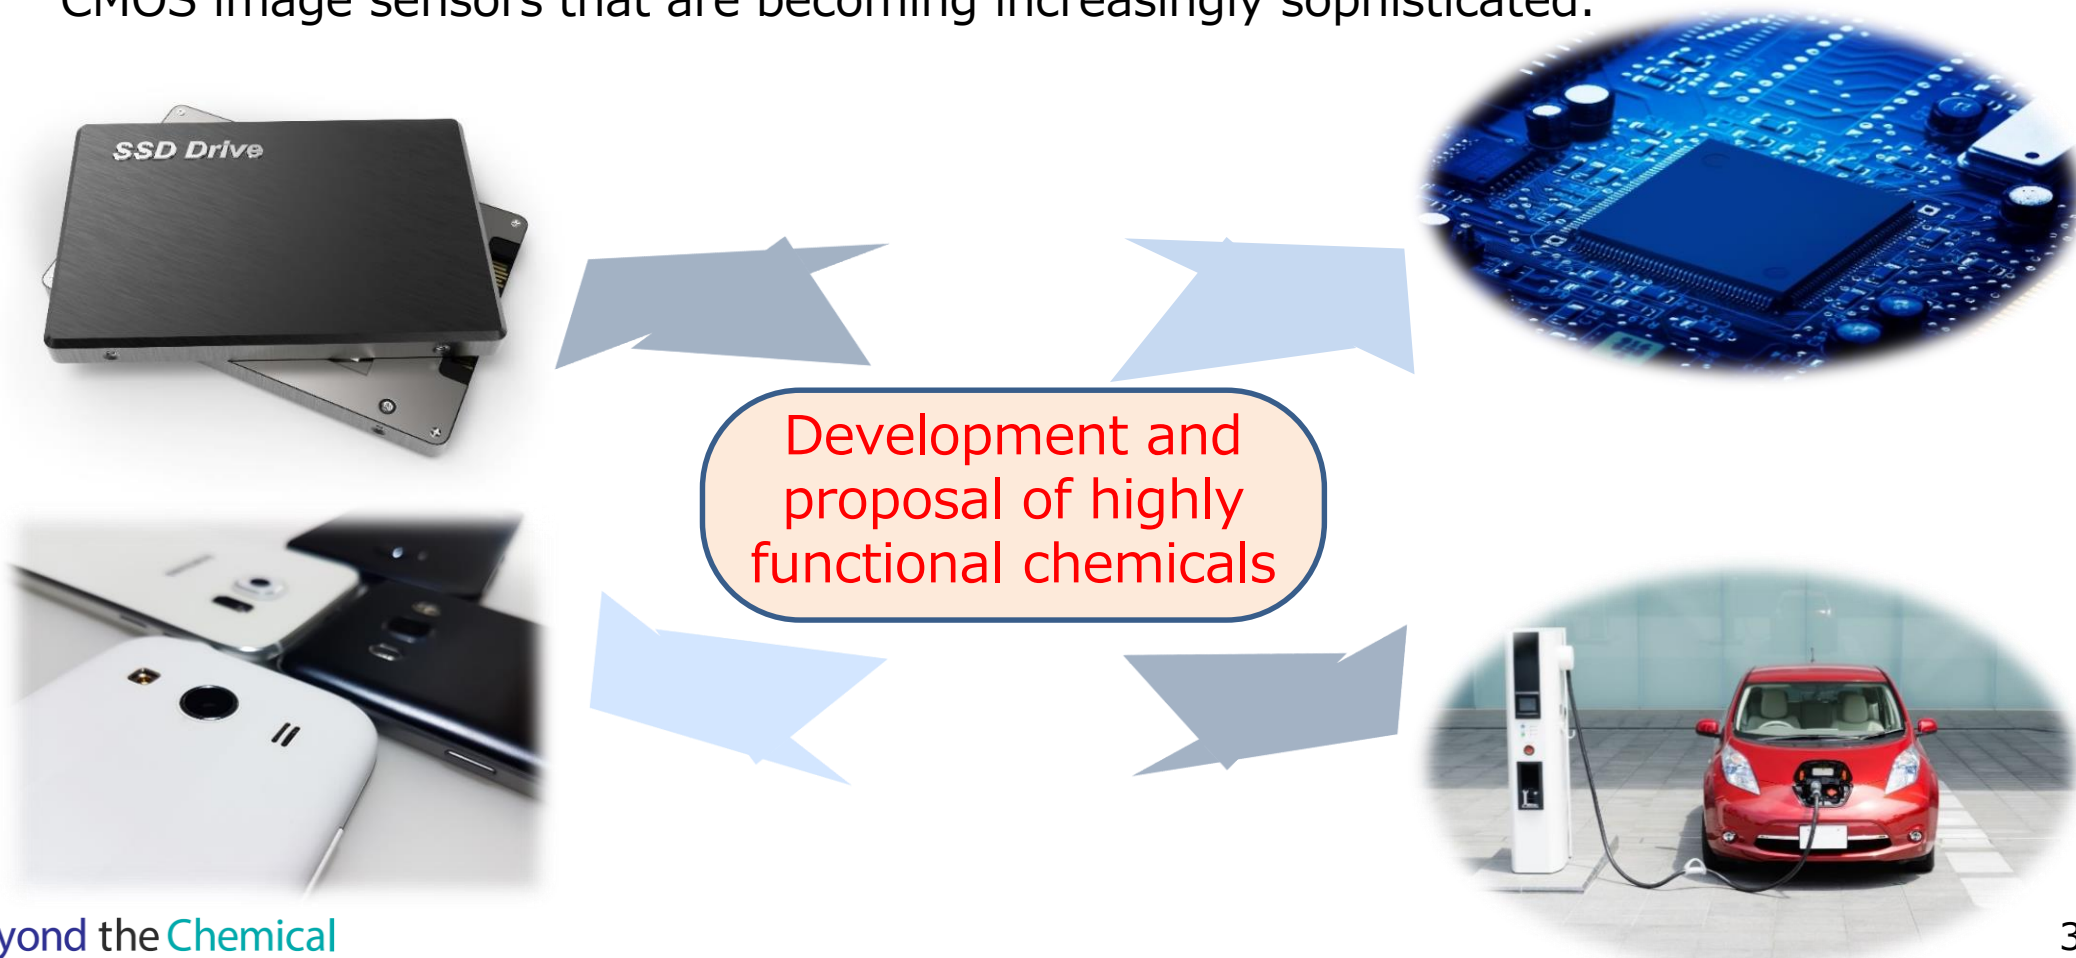 CMOS image sensors that are becoming increasingly sophisticated.
SSD Drive
Development and
proposal of highly
functional chemicals
yond the Chemical
3